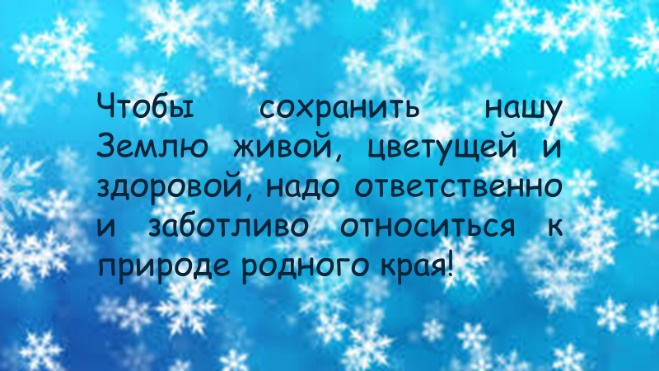 Чтобы сохранить нашу
Землю живой, цветущей и
здоровой, надо ответственно
и заботливо относиться к
природе родного края!